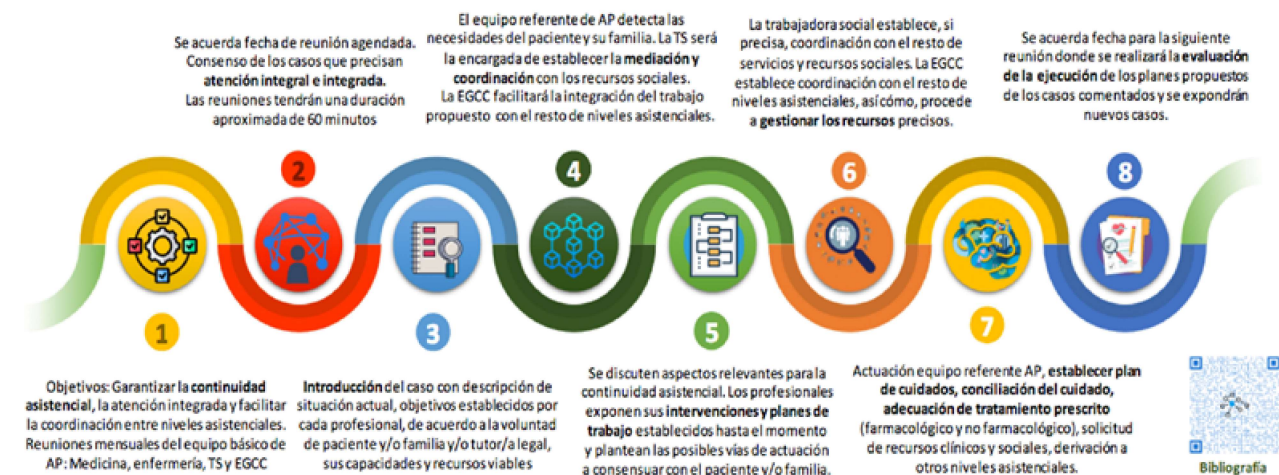 Se acuerda fecha de reunión agendada.
Consenso de los casos que precisan
atención integral e integrada.
Las reuniones tendrán una duración
aproximada de 60 minutos
El equipo referente de AP detecta las
necesidades del paciente y su familia. La TS será
la encargada de establecer la mediación y
coordinación con los recursos sociales.
La EGCC facilitará la integración del trabajo
propuesto con el resto de niveles asistenciales.
La trabajadora social establece, si
precisa, coordinación con el resto de
servicios y recursos sociales. La EGCC
establece coordinación con el resto de
niveles asistenciales, así cómo, procede
a gestionar los recursos precisos.
Se acuerda fecha para la siguiente
reunión donde se realizará la evaluación
de la ejecución de los planes propuestos
de los casos comentados y se expondrán
nuevos casos.
2
4
6
8
1
3
5
7
Objetivos: Garantizar la continuidad
asistencial, la atención integrada y facilitar
la coordinación entre niveles asistenciales.
Reuniones mensuales del equipo básico de
AP: Medicina, enfermería, TS y EGCC
Introducción del caso con descripción de
situación actual, objetivos establecidos por
cada profesional, de acuerdo a la voluntad
de paciente y/o familia y/o tutor/a legal,
sus capacidades y recursos viables
Se discuten aspectos relevantes para la
continuidad asistencial. Los profesionales
exponen sus intervenciones y planes de
trabajo establecidos hasta el momento
y plantean las posibles vías de actuación
a consensuar con el paciente y/o familia.
Actuación equipo referente AP, establecer plan
de cuidados, conciliación del cuidado,
adecuación de tratamiento prescrito
(farmacológico y no farmacológico), solicitud
de recursos clínicos y sociales, derivación a
otros niveles asistenciales.
Bibliografía